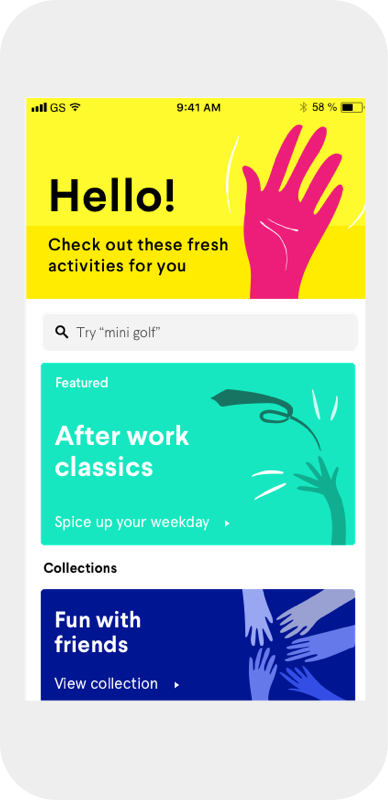 GS 9:41 AM 58 %
Hello!
Check out these fresh
activities for you
Try “mini golf”
Featured
After work
classics
Spice up your weekday
Collections
Fun with
friends
View collection